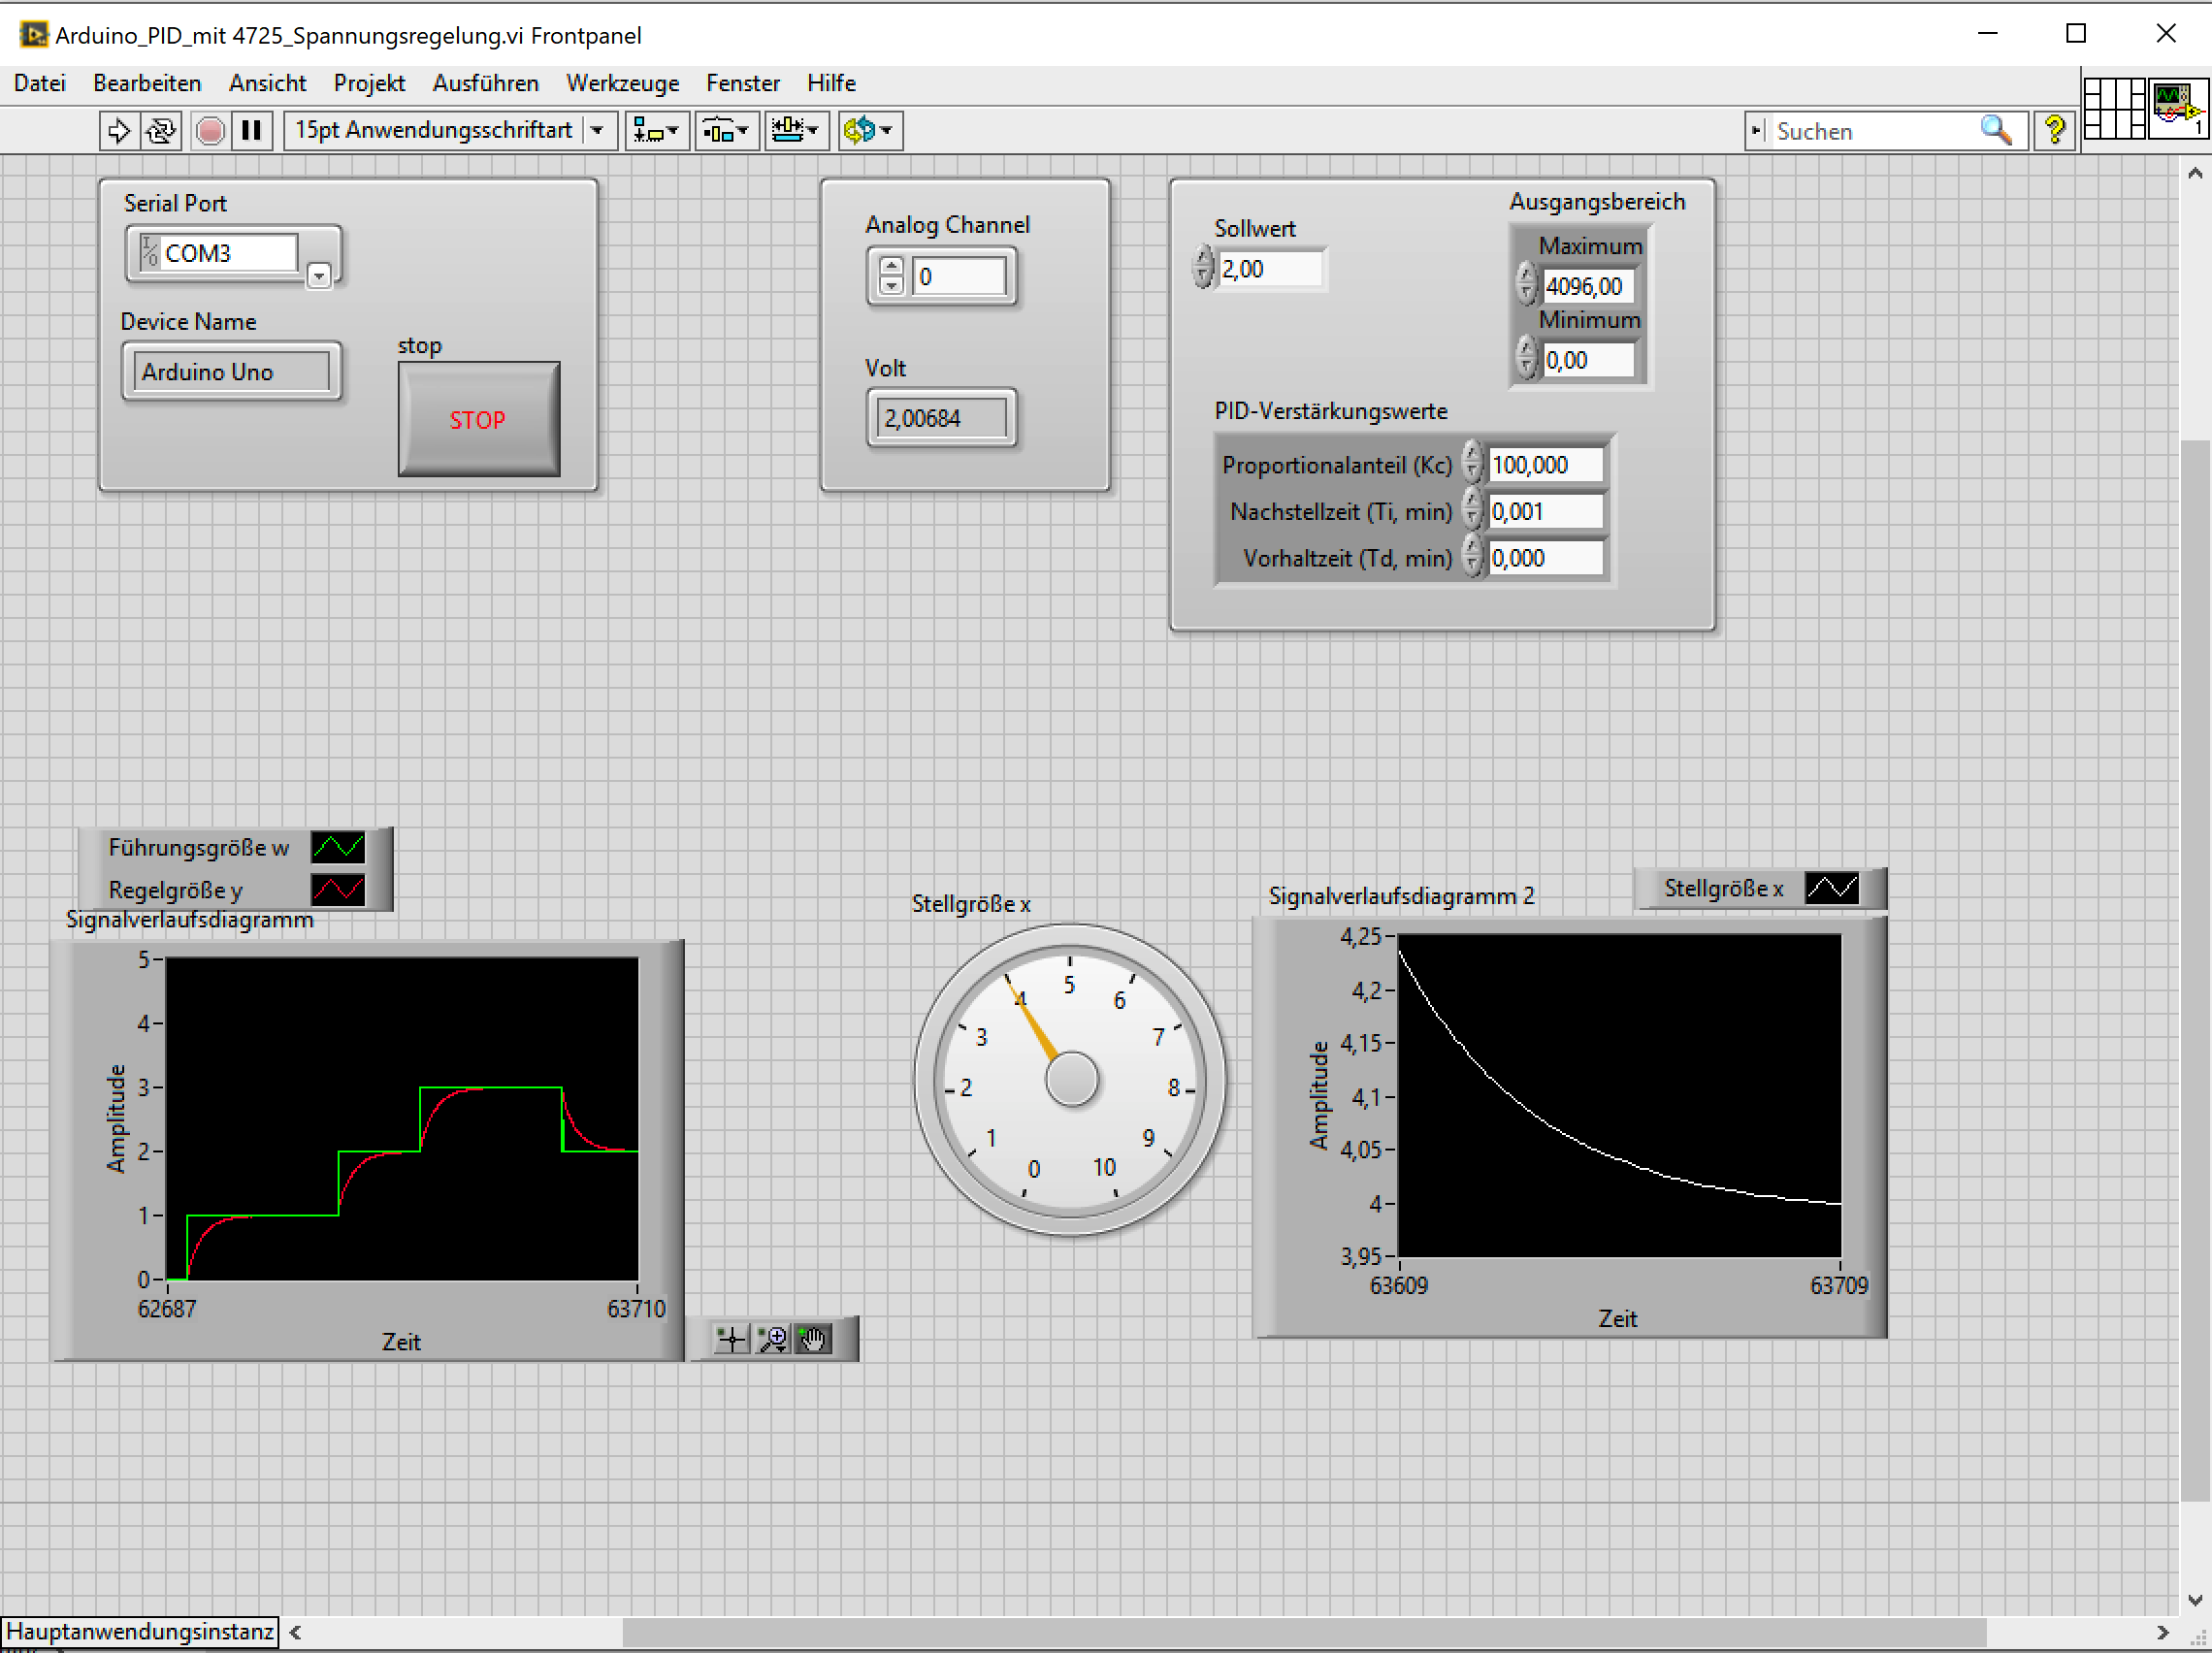 Arduino_PID_mit 4725_Spannungsregelung.vi Frontpanel
Datei Bearbeiten Ansicht Projekt Ausführen Werkzeuge Fenster Hilfe
15pt Anwendungsschriftart
Suchen
?
1
Serial Port
I/O COM3
Device Name
Arduino Uno
stop
STOP
Analog Channel
0
Volt
2,00684
Sollwert
2,00
Ausgangsbereich
Maximum
4096,00
Minimum
0,00
PID-Verstärkungswerte
Proportionalanteil (Kc) 100,000
Nachstellzeit (Ti, min) 0,001
Vorhaltzeit (Td, min) 0,000
Führungsgröße w
Regelgröße y
Signalverlaufsdiagramm
5
4
3
2
1
0
Amplitude
62687 63710
Zeit
Stellgröße x
0 1 2 3 4 5 6 7 8 9 10
Signalverlaufsdiagramm 2
Stellgröße x
4,25
4,2
4,15
4,1
4,05
4
3,95
Amplitude
63609 63709
Zeit
Hauptanwendungsinstanz